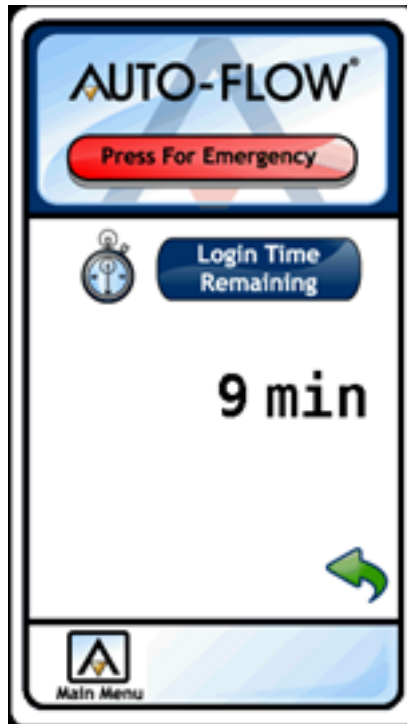 AUTO-FLOW®
Press For Emergency
Login Time
Remaining
9 min
Main Menu